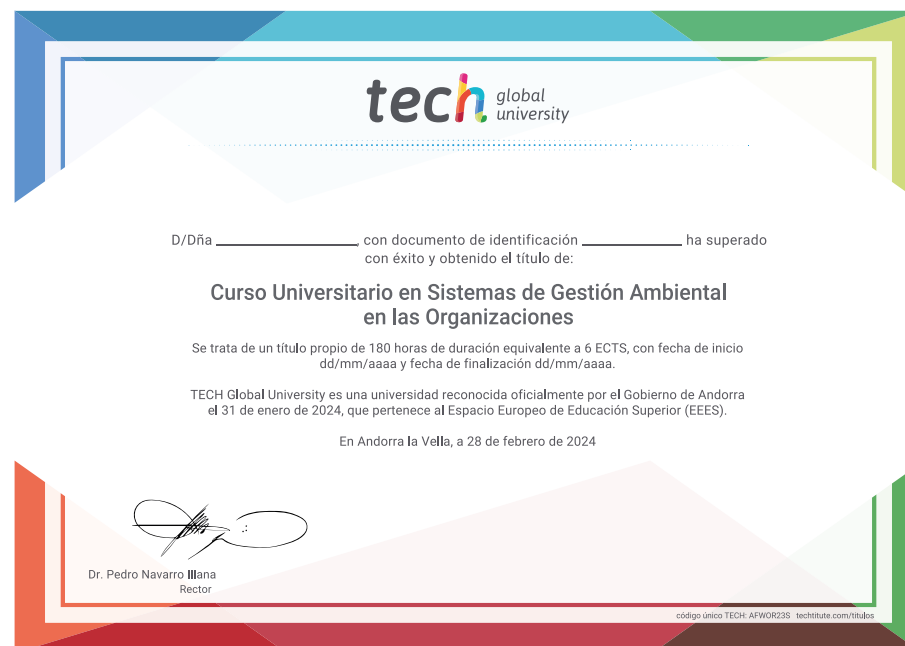 tech global university
D/Dña ________________, con documento de identificación ____________ ha superado
con éxito y obtenido el título de:
Curso Universitario en Sistemas de Gestión Ambiental
en las Organizaciones
Se trata de un título propio de 180 horas de duración equivalente a 6 ECTS, con fecha de inicio
dd/mm/aaaa y fecha de finalización dd/mm/aaaa.
TECH Global University es una universidad reconocida oficialmente por el Gobierno de Andorra
el 31 de enero de 2024, que pertenece al Espacio Europeo de Educación Superior (EEES).
En Andorra la Vella, a 28 de febrero de 2024
Dr. Pedro Navarro Illana
Rector
código único TECH: AFWOR23S techtitute.com/titulos